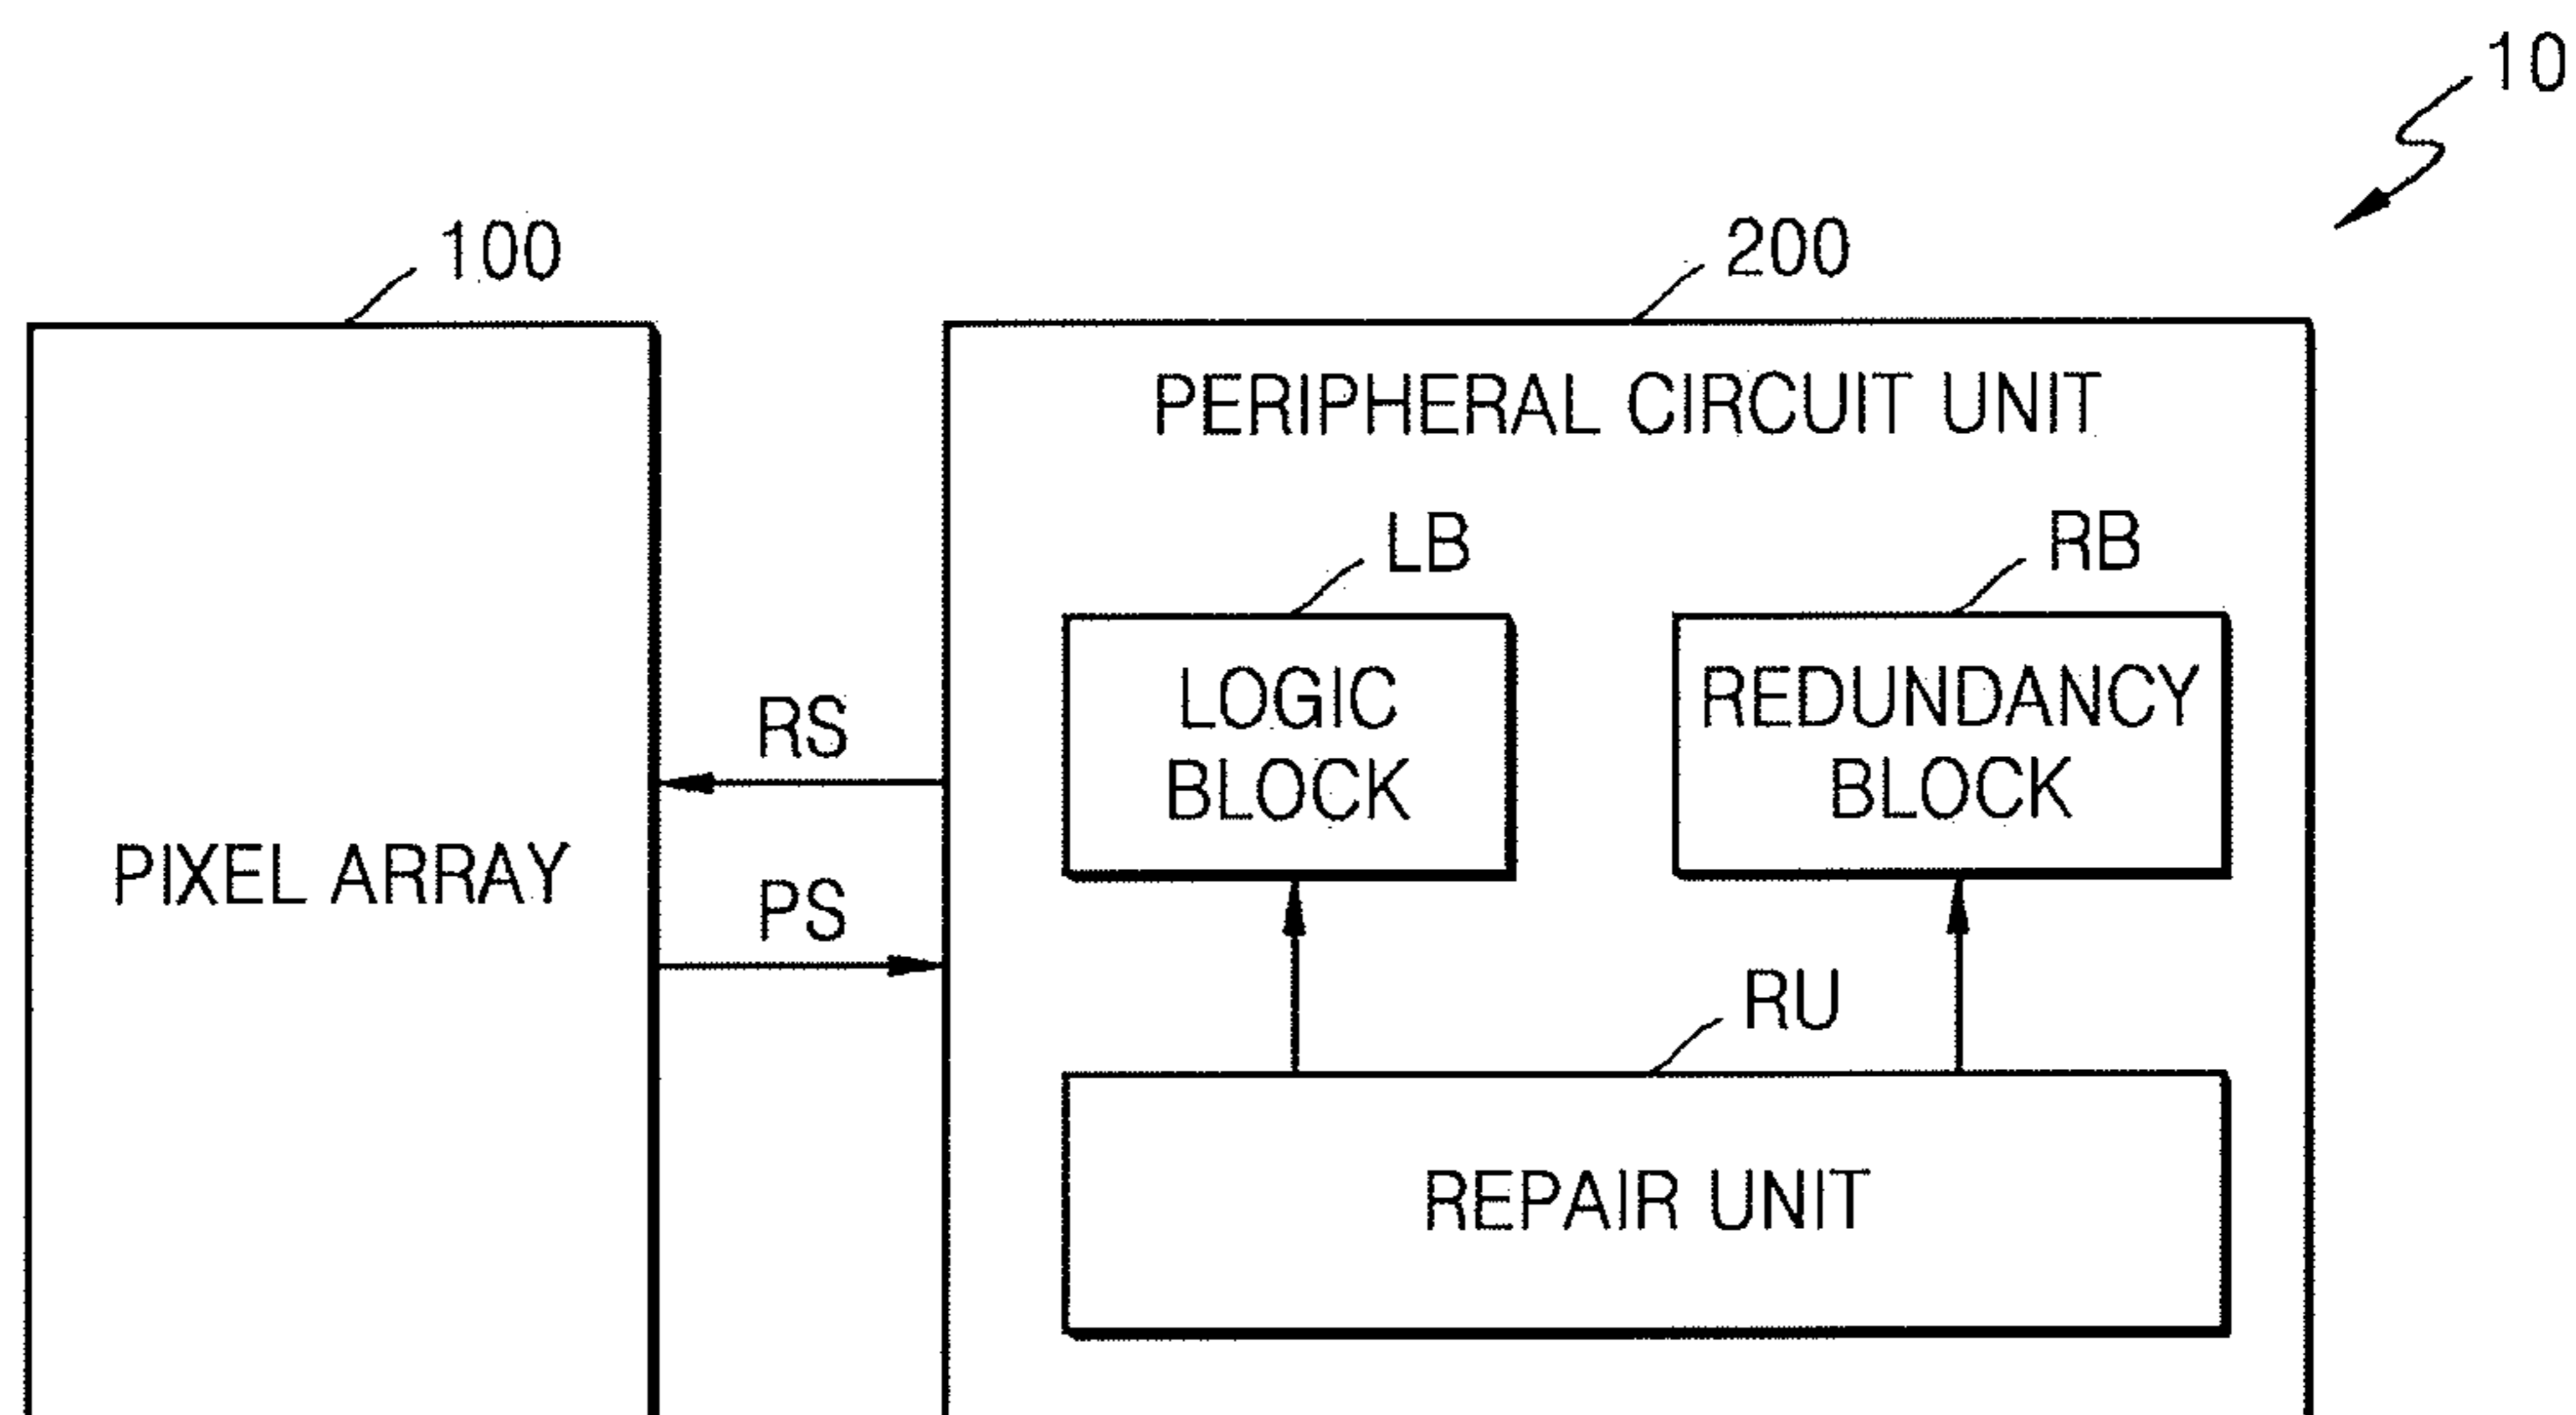 10
100
200
PERIPHERAL CIRCUIT UNIT
LB
RB
LOGIC
BLOCK
REDUNDANCY
BLOCK
RS
PIXEL ARRAY
PS
RU
REPAIR UNIT